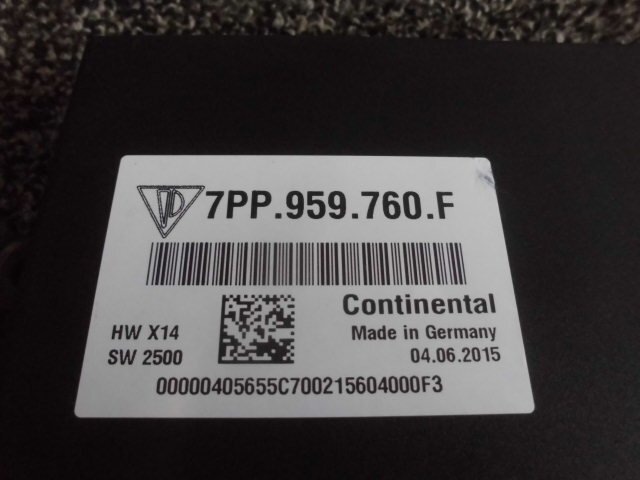 7PP.959.760.F
Continental
HW X14
Made in Germany
SW 2500
04.06.2015
00000405655C700215604000F3